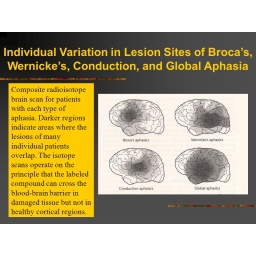 Individual Variation in Lesion Sites of Broca's,
Wernicke's, Conduction, and Global Aphasia
Composite radioisotope
brain scan for patients
with each type of
aphasia. Darker regions
indicate areas where the
lesions of many
individual patients
overlap. The isotope
scans operate on the
principle that the labeled
compound can cross the
blood-brain barrier in
damaged tissue but not in
healthy cortical regions.
Broca's aphasia
Wernicke's aphasia
Conduction aphasia
Global aphasia